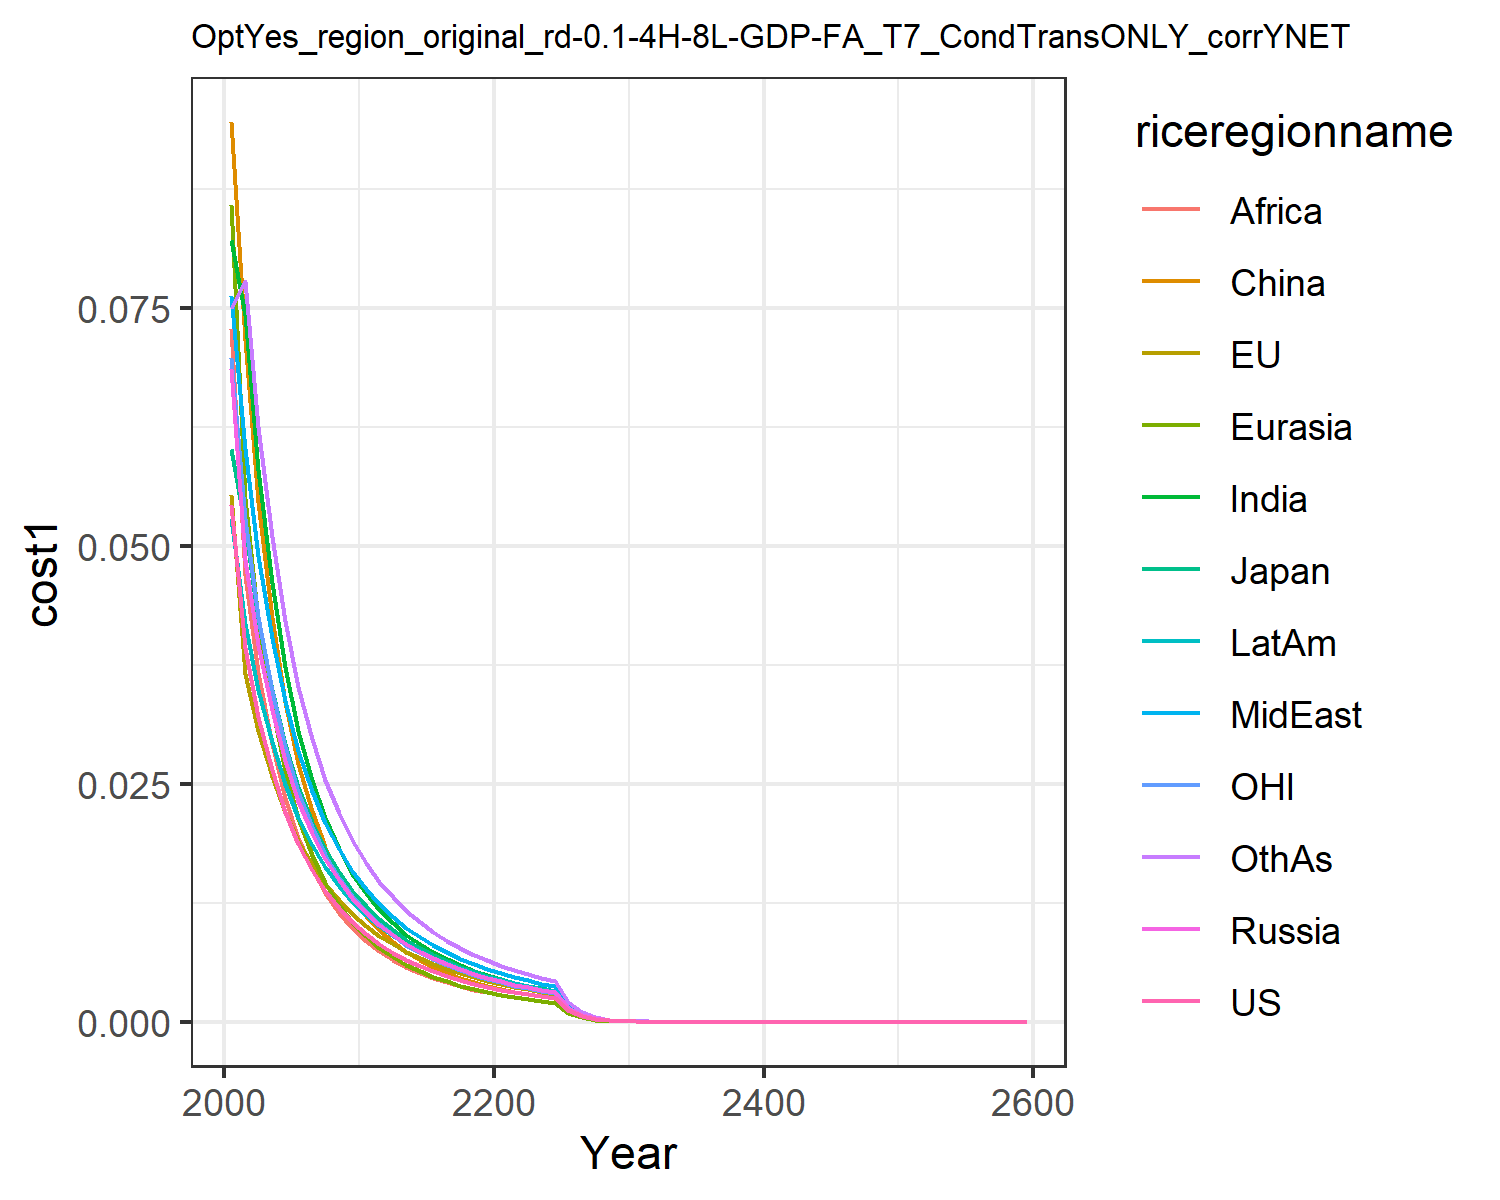 OptYes_region_original_rd-0.1-4H-8L-GDP-FA_T7_CondTransONLY_corrYNET
riceregionname
Africa
China
EU
Eurasia
India
Japan
LatAm
MidEast
OHI
OthAs
Russia
US
cost1
0.075
0.050
0.025
0.000
2000
2200
2400
2600
Year